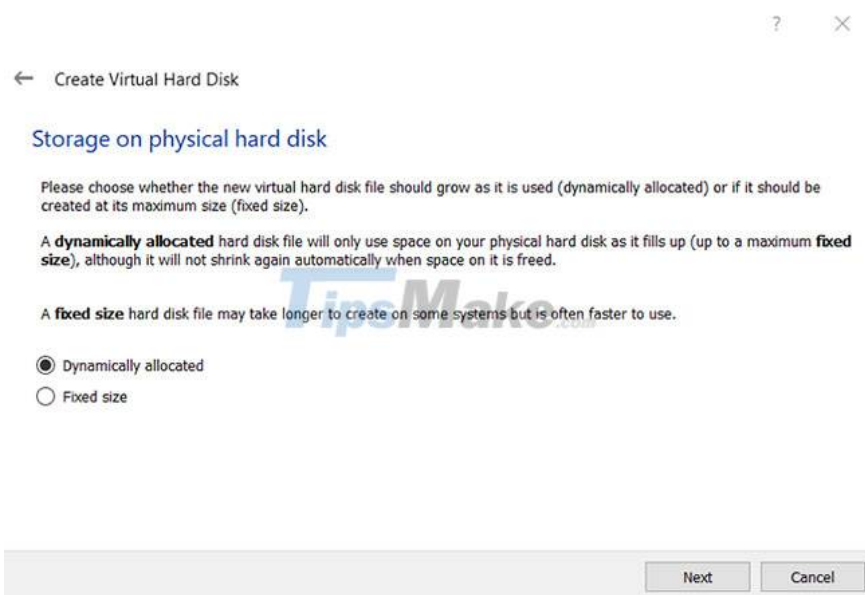 ?
Create Virtual Hard Disk
Storage on physical hard disk
Please choose whether the new virtual hard disk file should grow as it is used (dynamically allocated) or if it should be
created at its maximum size (fixed size).
A dynamically allocated hard disk file will only use space on your physical hard disk as it fills up (up to a maximum fixed
size), although it will not shrink again automatically when space on it is freed.
TipsMake.com
A fixed size hard disk file may take longer to create on some systems but is often faster to use.
Dynamically allocated
Fixed size
Next
Cancel